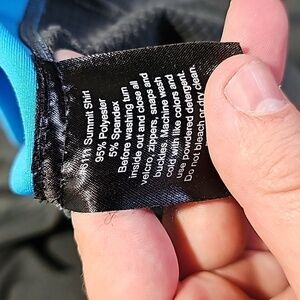 #6111 Summit Shirt
95% Polyester
5% Spandex
Before washing turn
inside out and close all
velcro, zippers, snaps and
buckles. Machine wash
cold with like colors and
use powdered detergent.
Do not bleach or dry clean.